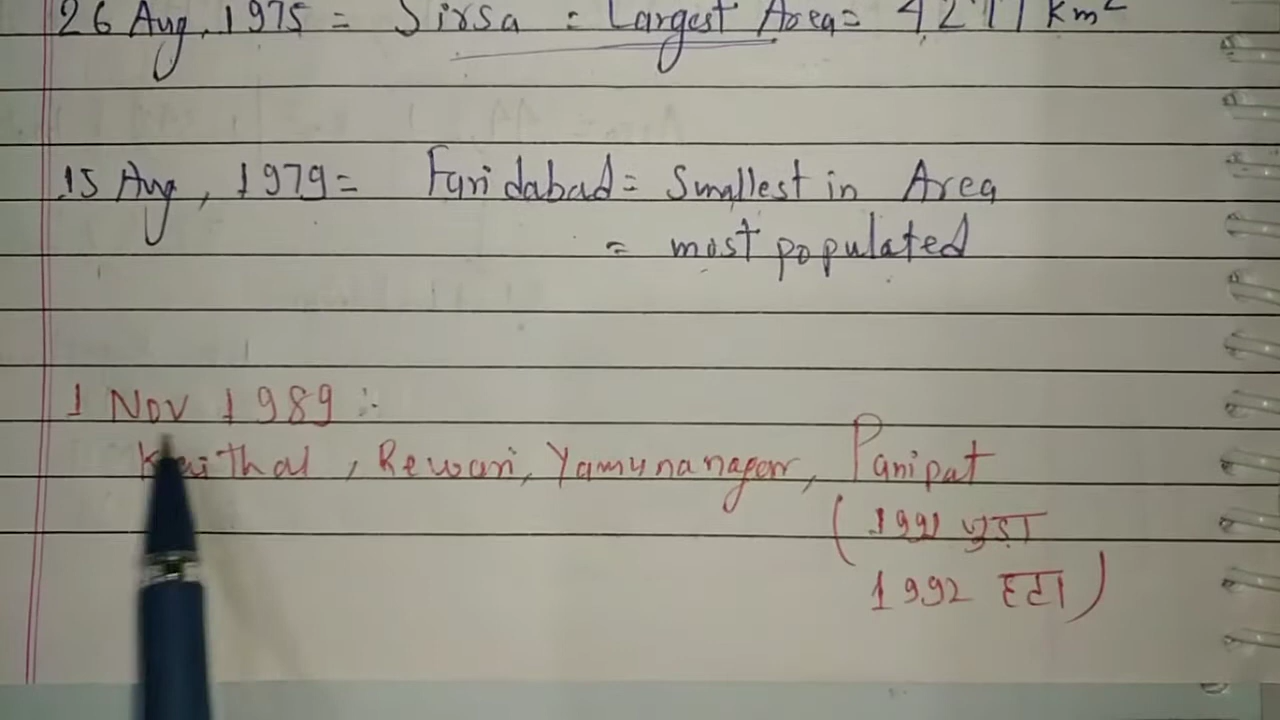 26 Aug, 1975 = Sirsa = Largest Area = 4277 Km²
15 Aug, 1979 = Faridabad = Smallest in Area
= most populated
1 Nov 1989 :-
Kaithal, Rewari, Yamunanagar, Panipat
(1991 जुड़ा
1992 हटा)